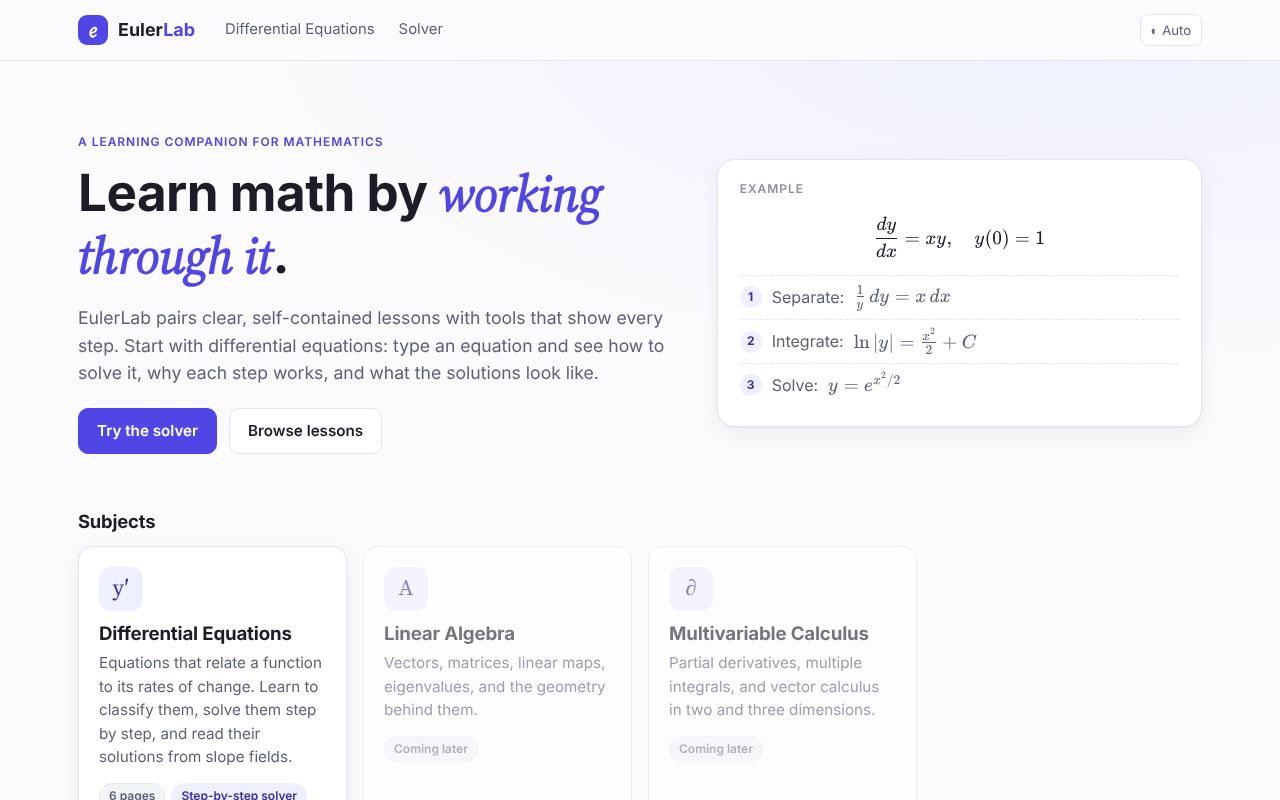 e EulerLab Differential Equations Solver Auto
A LEARNING COMPANION FOR MATHEMATICS
Learn math by working
through it.
EulerLab pairs clear, self-contained lessons with tools that show every
step. Start with differential equations: type an equation and see how to
solve it, why each step works, and what the solutions look like.
Try the solver Browse lessons
EXAMPLE
dy/dx = xy, y(0) = 1
1 Separate: 1/y dy = x dx
2 Integrate: ln |y| = x²/2 + C
3 Solve: y = e^{x²/2}
Subjects
y′
Differential Equations
Equations that relate a function
to its rates of change. Learn to
classify them, solve them step
by step, and read their
solutions from slope fields.
6 pages Step-by-step solver
A
Linear Algebra
Vectors, matrices, linear maps,
eigenvalues, and the geometry
behind them.
Coming later
∂
Multivariable Calculus
Partial derivatives, multiple
integrals, and vector calculus
in two and three dimensions.
Coming later